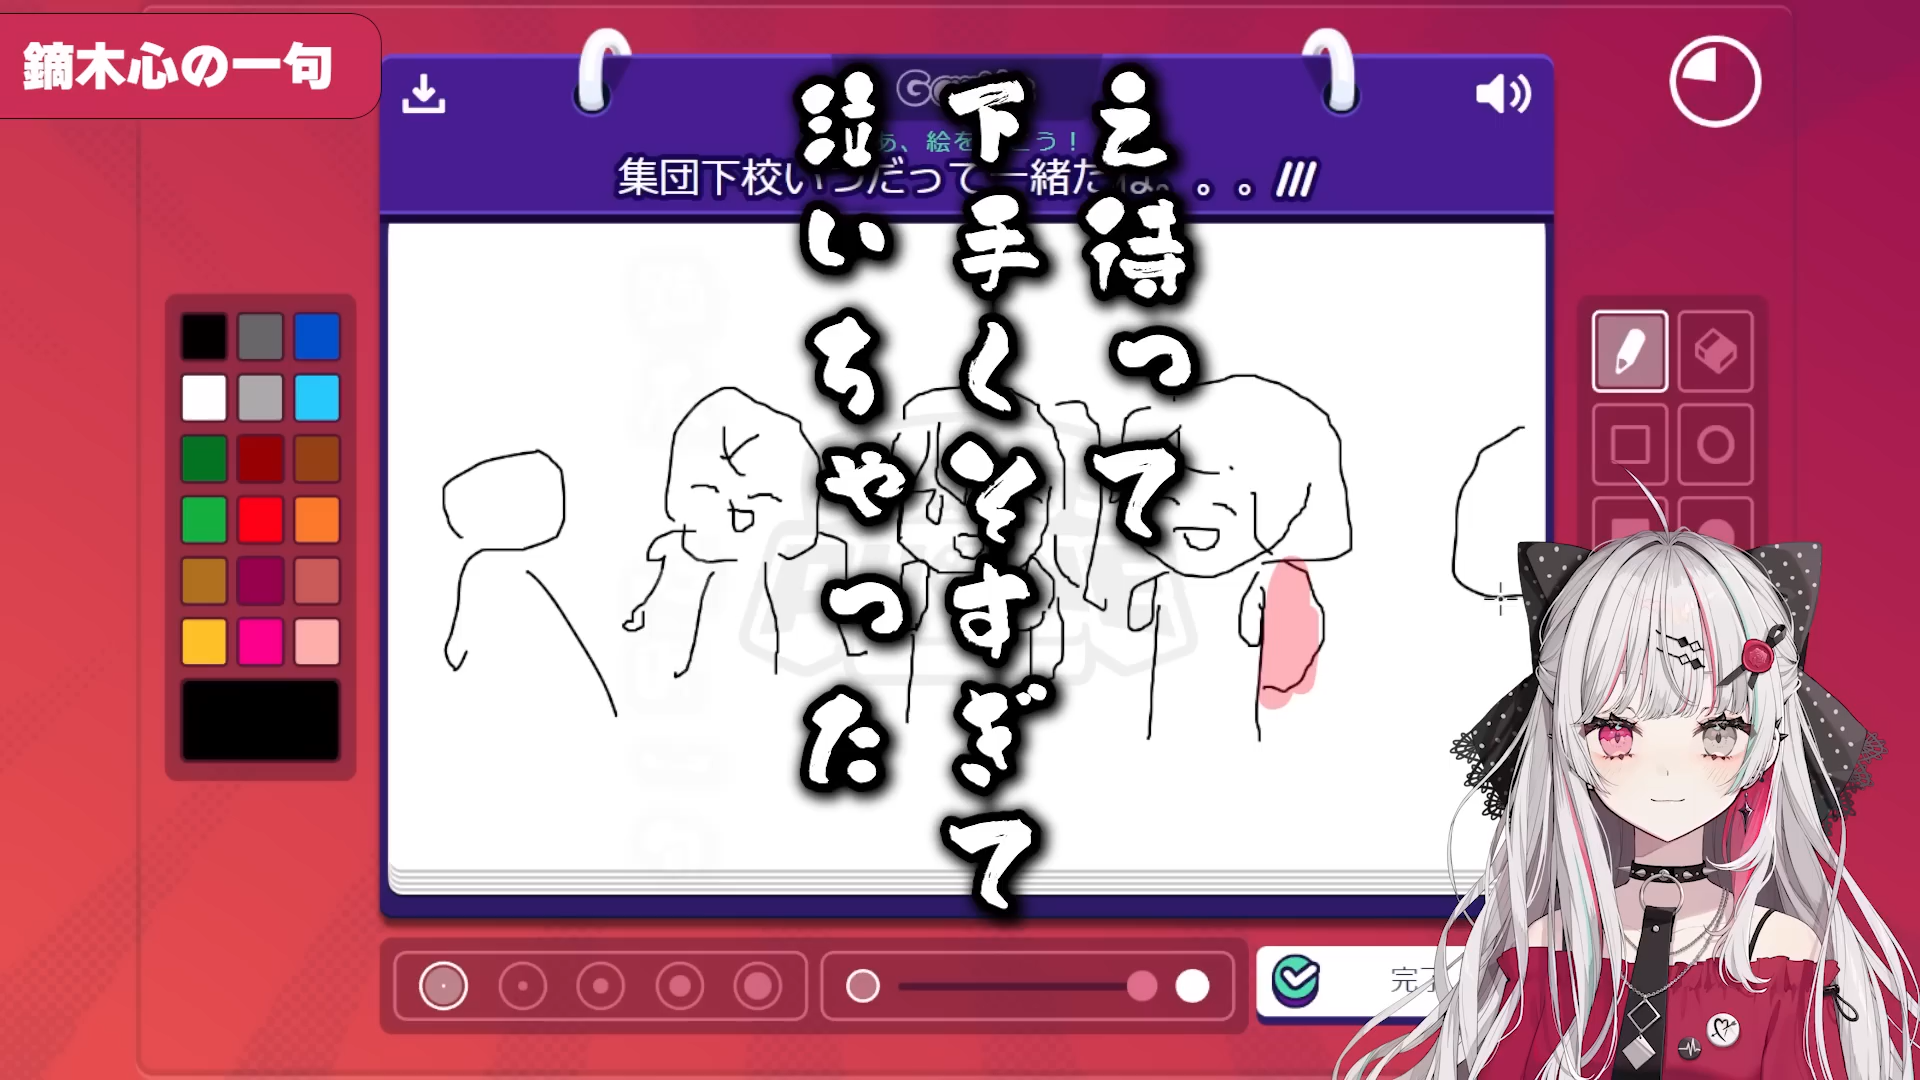 鏑木心の一句
え待って
下手くそすぎて
泣いちゃった
集団下校いつだって一緒だね。。。///
完了